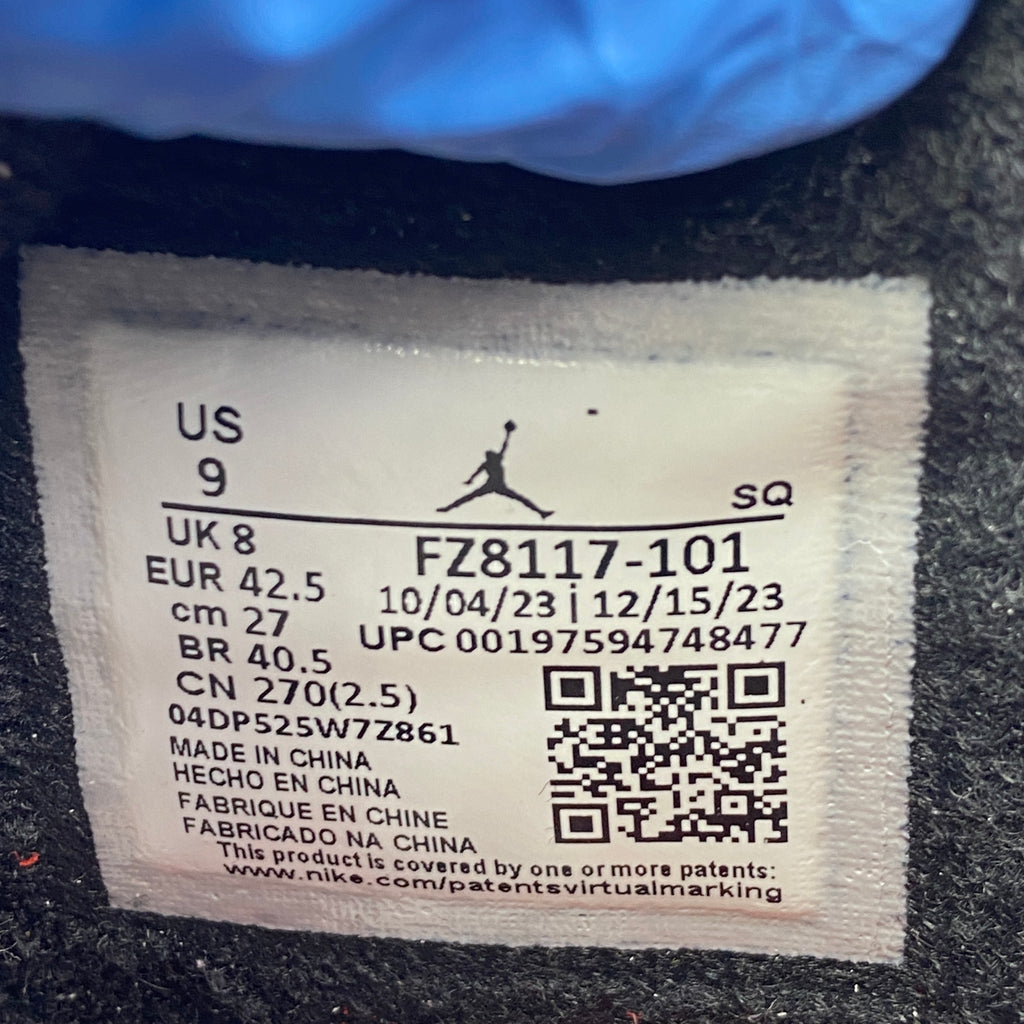 US
9
SQ
UK 8
EUR 42.5
cm 27
BR 40.5
CN 270(2.5)
04DP525W7Z861
FZ8117-101
10/04/23 | 12/15/23
UPC 00197594748477
MADE IN CHINA
HECHO EN CHINA
FABRIQUE EN CHINE
FABRICADO NA CHINA
This product is covered by one or more patents:
www.nike.com/patentsvirtualmarking